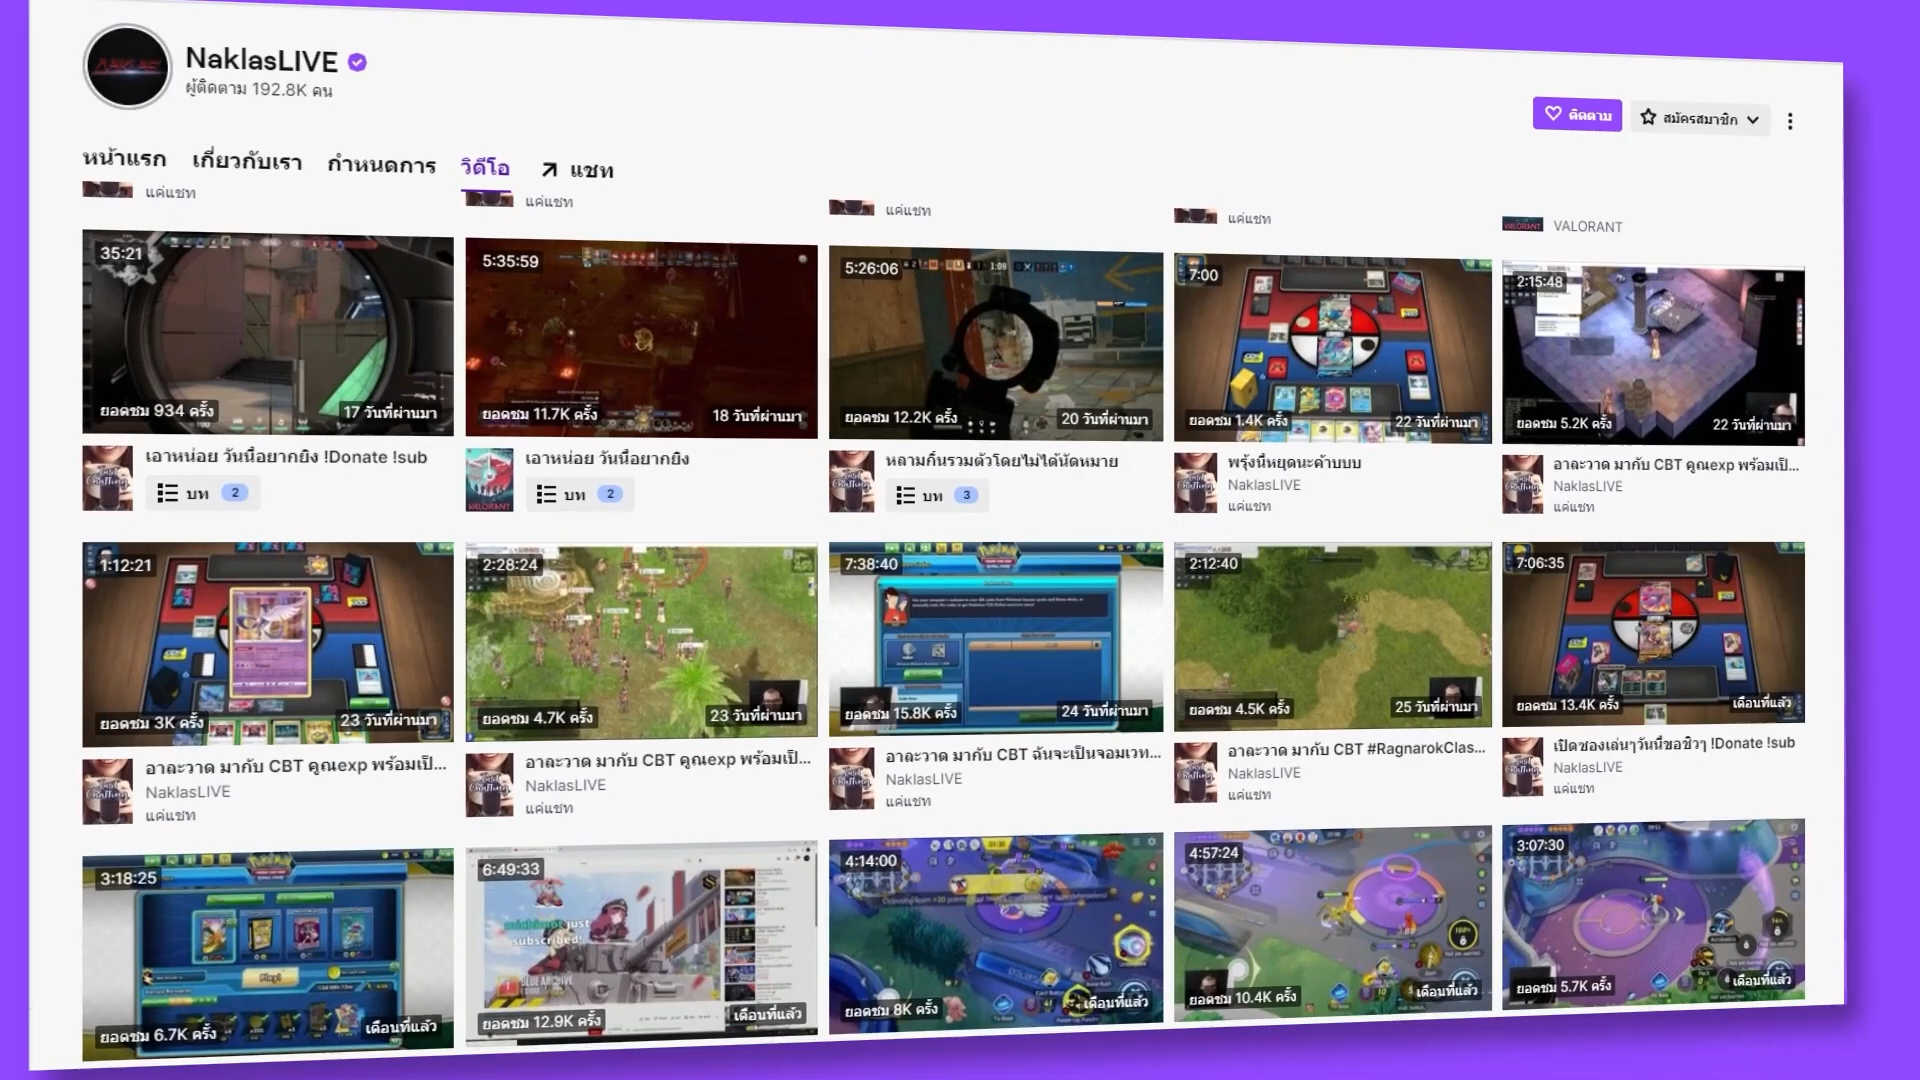 NaklasLIVE
ผู้ติดตาม 192.8K คน
ติดตาม
สมัครสมาชิก
หน้าแรก เกี่ยวกับเรา กำหนดการ วิดีโอ แชท
แค่แชท
แค่แชท
แค่แชท
แค่แชท
VALORANT
35:21
ยอดชม 934 ครั้ง
17 วันที่ผ่านมา
5:35:59
ยอดชม 11.7K ครั้ง
18 วันที่ผ่านมา
5:26:06
1:09
ยอดชม 12.2K ครั้ง
20 วันที่ผ่านมา
7:00
ยอดชม 1.4K ครั้ง
22 วันที่ผ่านมา
2:15:48
ยอดชม 5.2K ครั้ง
22 วันที่ผ่านมา
เอาหน่อย วันนี้อยากยิง !Donate !sub
บท 2
เอาหน่อย วันนี้อยากยิง
บท 2
VALORANT
หลามกิ้นรวมตัวโดยไม่ได้นัดหมาย
บท 3
พรุ้งนี้หยุดนะค้าบบบ
NaklasLIVE
แค่แชท
อาละวาด มากับ CBT คูณexp พร้อมเป็...
NaklasLIVE
แค่แชท
1:12:21
ยอดชม 3K ครั้ง
23 วันที่ผ่านมา
2:28:24
ยอดชม 4.7K ครั้ง
23 วันที่ผ่านมา
7:38:40
ยอดชม 15.8K ครั้ง
24 วันที่ผ่านมา
2:12:40
ยอดชม 4.5K ครั้ง
25 วันที่ผ่านมา
7:06:35
ยอดชม 13.4K ครั้ง
เดือนที่แล้ว
อาละวาด มากับ CBT คูณexp พร้อมเป็...
NaklasLIVE
แค่แชท
อาละวาด มากับ CBT คูณexp พร้อมเป็...
NaklasLIVE
แค่แชท
อาละวาด มากับ CBT ฉันจะเป็นจอมเวท...
NaklasLIVE
แค่แชท
อาละวาด มากับ CBT #RagnarokClas...
NaklasLIVE
แค่แชท
เปิดซองเล่นๆวันนี้ขอชิวๆ !Donate !sub
NaklasLIVE
แค่แชท
3:18:25
Play!
ยอดชม 6.7K ครั้ง
เดือนที่แล้ว
6:49:33
just
subscribed!
BLUE ARCHIVE
ยอดชม 12.9K ครั้ง
เดือนที่แล้ว
4:14:00
ยอดชม 8K ครั้ง
เดือนที่แล้ว
4:57:24
100%
ยอดชม 10.4K ครั้ง
เดือนที่แล้ว
3:07:30
ยอดชม 5.7K ครั้ง
เดือนที่แล้ว